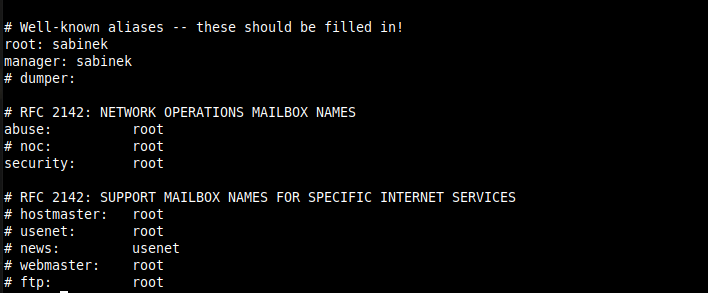 # Well-known aliases -- these should be filled in!
root: sabinek
manager: sabinek
# dumper:
# RFC 2142: NETWORK OPERATIONS MAILBOX NAMES
abuse:          root
# noc:          root
security:       root
# RFC 2142: SUPPORT MAILBOX NAMES FOR SPECIFIC INTERNET SERVICES
# hostmaster:   root
# usenet:       root
# news:         usenet
# webmaster:    root
# ftp:          root